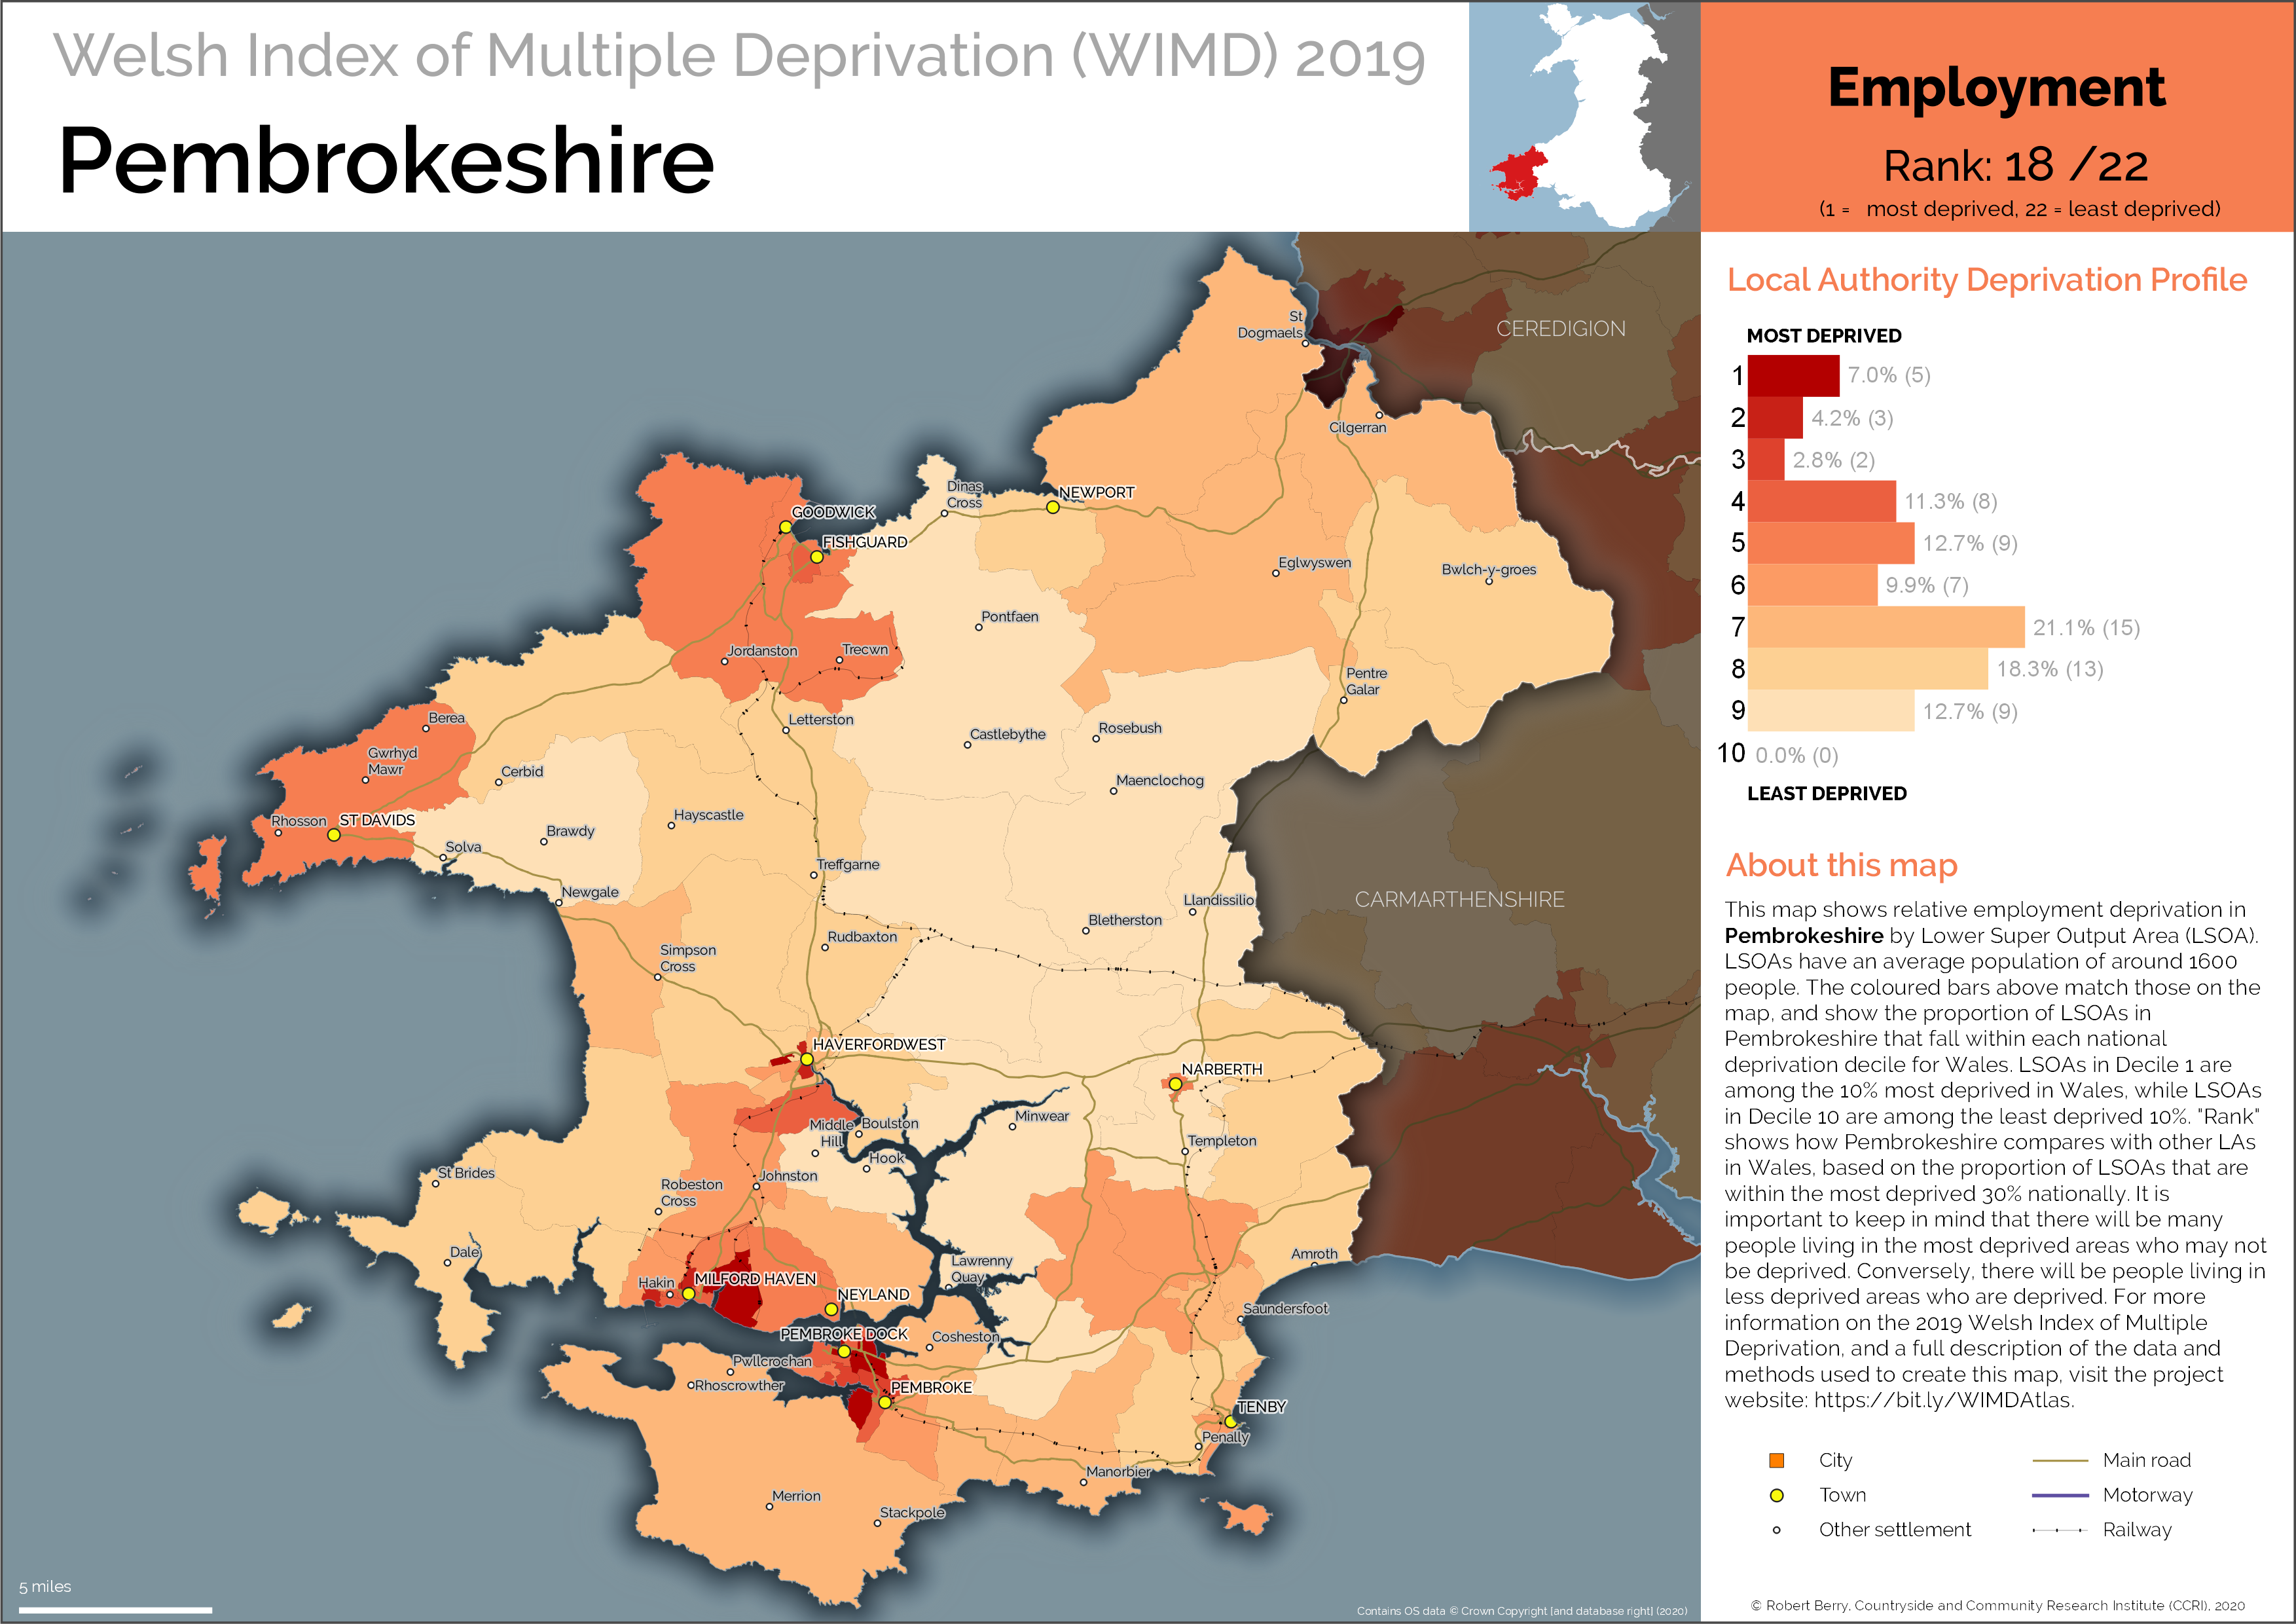 Welsh Index of Multiple Deprivation (WIMD) 2019
Pembrokeshire
Employment
Rank: 18 /22
(1 = most deprived, 22 = least deprived)
CEREDIGION
St
Dogmaels
Cilgerran
Dinas
Cross
NEWPORT
GOODWICK
FISHGUARD
Eglwyswen
Bwlch-y-groes
Pontfaen
Jordanston
Trecwn
Pentre
Galar
Letterston
Castlebythe
Rosebush
Berea
Gwrhyd
Mawr
Cerbid
Maenclochog
Hayscastle
Rhosson
ST DAVIDS
Brawdy
Solva
Treffgarne
Newgale
Llandissilio
CARMARTHENSHIRE
Bletherston
Rudbaxton
Simpson
Cross
HAVERFORDWEST
NARBERTH
Minwear
Middle
Hill
Boulston
Hook
Templeton
St Brides
Johnston
Robeston
Cross
Dale
Lawrenny
Quay
Amroth
Hakin
MILFORD HAVEN
NEYLAND
Saundersfoot
PEMBROKE DOCK
Cosheston
Pwllcrochan
Rhoscrowther
PEMBROKE
TENBY
Penally
Manorbier
Merrion
Stackpole
5 miles
Contains OS data © Crown Copyright [and database right] (2020)
Local Authority Deprivation Profile
MOST DEPRIVED
1 7.0% (5)
2 4.2% (3)
3 2.8% (2)
4 11.3% (8)
5 12.7% (9)
6 9.9% (7)
7 21.1% (15)
8 18.3% (13)
9 12.7% (9)
10 0.0% (0)
LEAST DEPRIVED
About this map
This map shows relative employment deprivation in
Pembrokeshire by Lower Super Output Area (LSOA).
LSOAs have an average population of around 1600
people. The coloured bars above match those on the
map, and show the proportion of LSOAs in
Pembrokeshire that fall within each national
deprivation decile for Wales. LSOAs in Decile 1 are
among the 10% most deprived in Wales, while LSOAs
in Decile 10 are among the least deprived 10%. "Rank"
shows how Pembrokeshire compares with other LAs
in Wales, based on the proportion of LSOAs that are
within the most deprived 30% nationally. It is
important to keep in mind that there will be many
people living in the most deprived areas who may not
be deprived. Conversely, there will be people living in
less deprived areas who are deprived. For more
information on the 2019 Welsh Index of Multiple
Deprivation, and a full description of the data and
methods used to create this map, visit the project
website: https://bit.ly/WIMDAtlas.
City
Town
Other settlement
Main road
Motorway
Railway
© Robert Berry, Countryside and Community Research Institute (CCRI), 2020